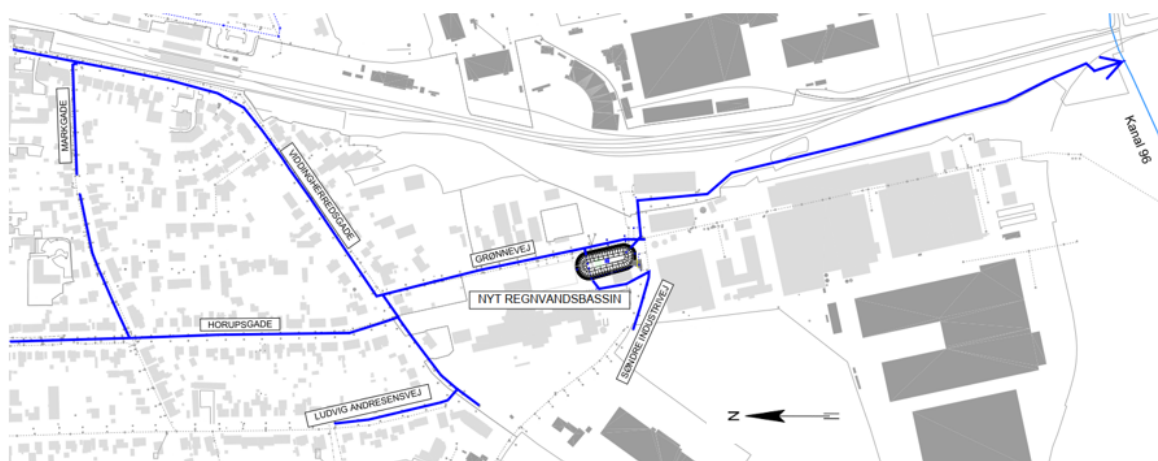 MARKGADE
VIDDINGHERREDSGADE
Kanal 96
GRØNNEVEJ
NYT REGNVANDSBASSIN
HORUPSGADE
SØNDRE INDUSTRIVEJ
LUDVIG ANDRESENSVEJ
N